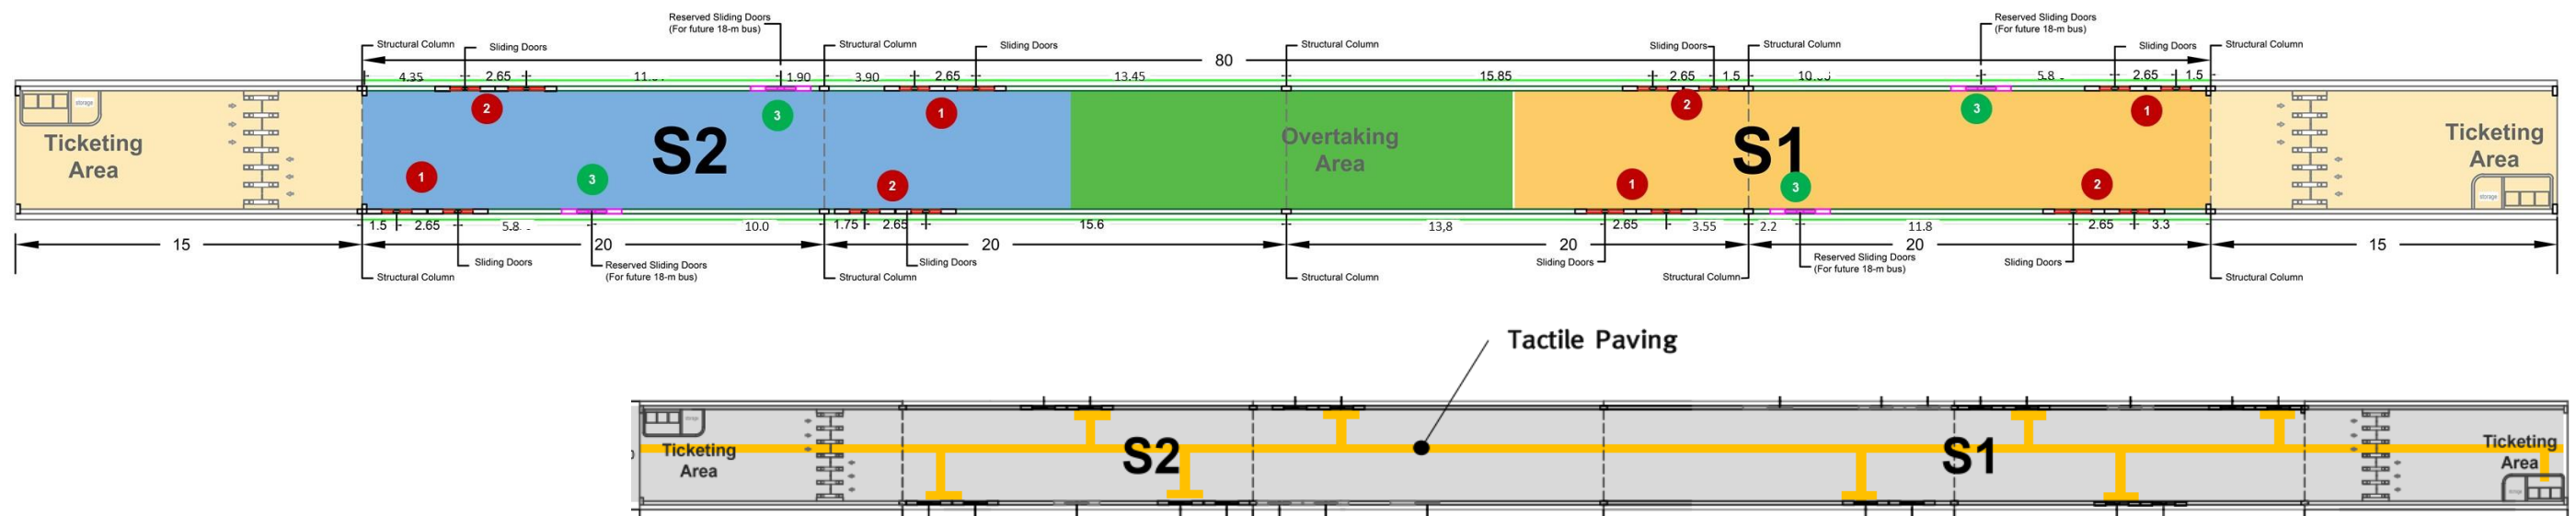 Reserved Sliding Doors
(For future 18-m bus)
Reserved Sliding Doors
(For future 18-m bus)
Structural Column
Sliding Doors
Structural Column
Sliding Doors
Structural Column
Sliding Doors
Structural Column
Sliding Doors
Structural Column
80
4.35
2.65
1.90
3.90
2.65
13.45
15.85
2.65
1.5
5.8
2.65
1.5
storage
Ticketing
Area
2
3
1
S2
1
3
2
Overtaking
Area
2
3
1
S1
1
3
2
Ticketing
Area
storage
1.5
2.65
5.8
10.0
1.75
2.65
15.6
13,8
2.65
3.55
2.2
11.8
2.65
3.3
15
20
20
20
20
15
Sliding Doors
Reserved Sliding Doors
(For future 18-m bus)
Sliding Doors
Sliding Doors
Reserved Sliding Doors
(For future 18-m bus)
Sliding Doors
Structural Column
Structural Column
Structural Column
Structural Column
Structural Column
Tactile Paving
Ticketing
Area
S2
S1
Ticketing
Area